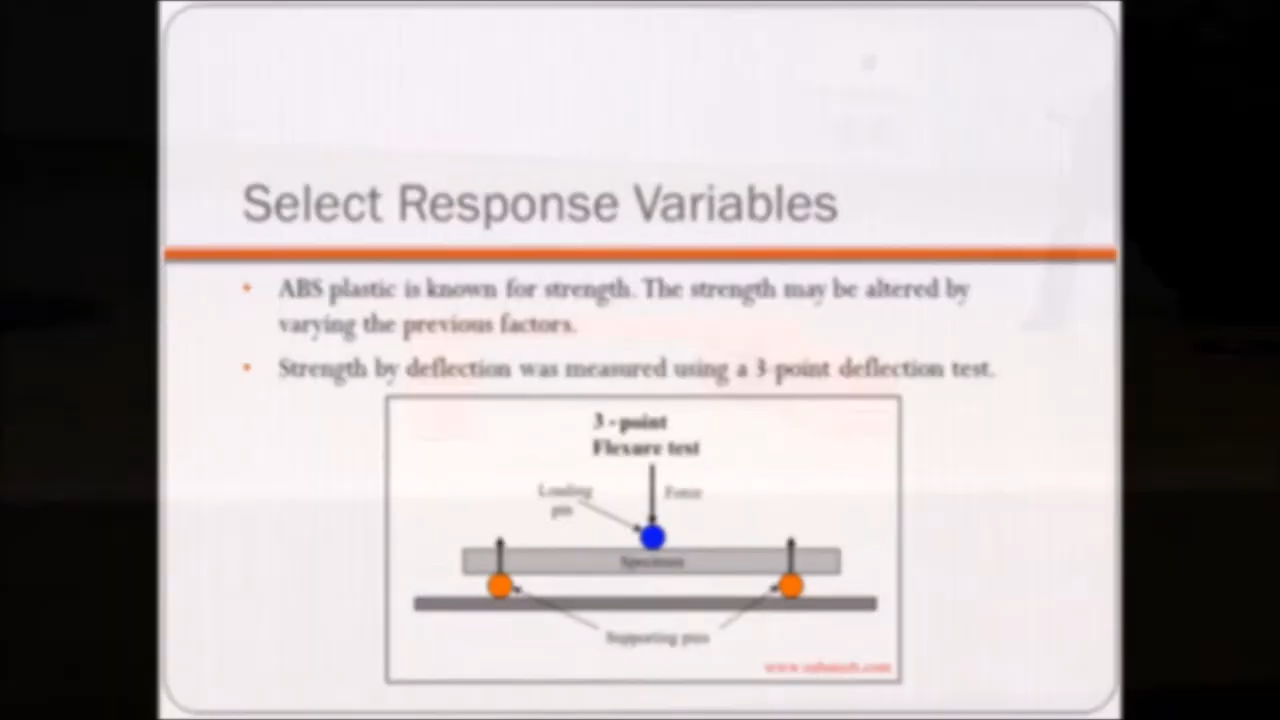 Select Response Variables
• ABS plastic is known for strength. The strength may be altered by
varying the previous factors.
• Strength by deflection was measured using a 3-point deflection test.
3 - point
Flexure test
Loading
pin
Force
Specimen
Supporting pins